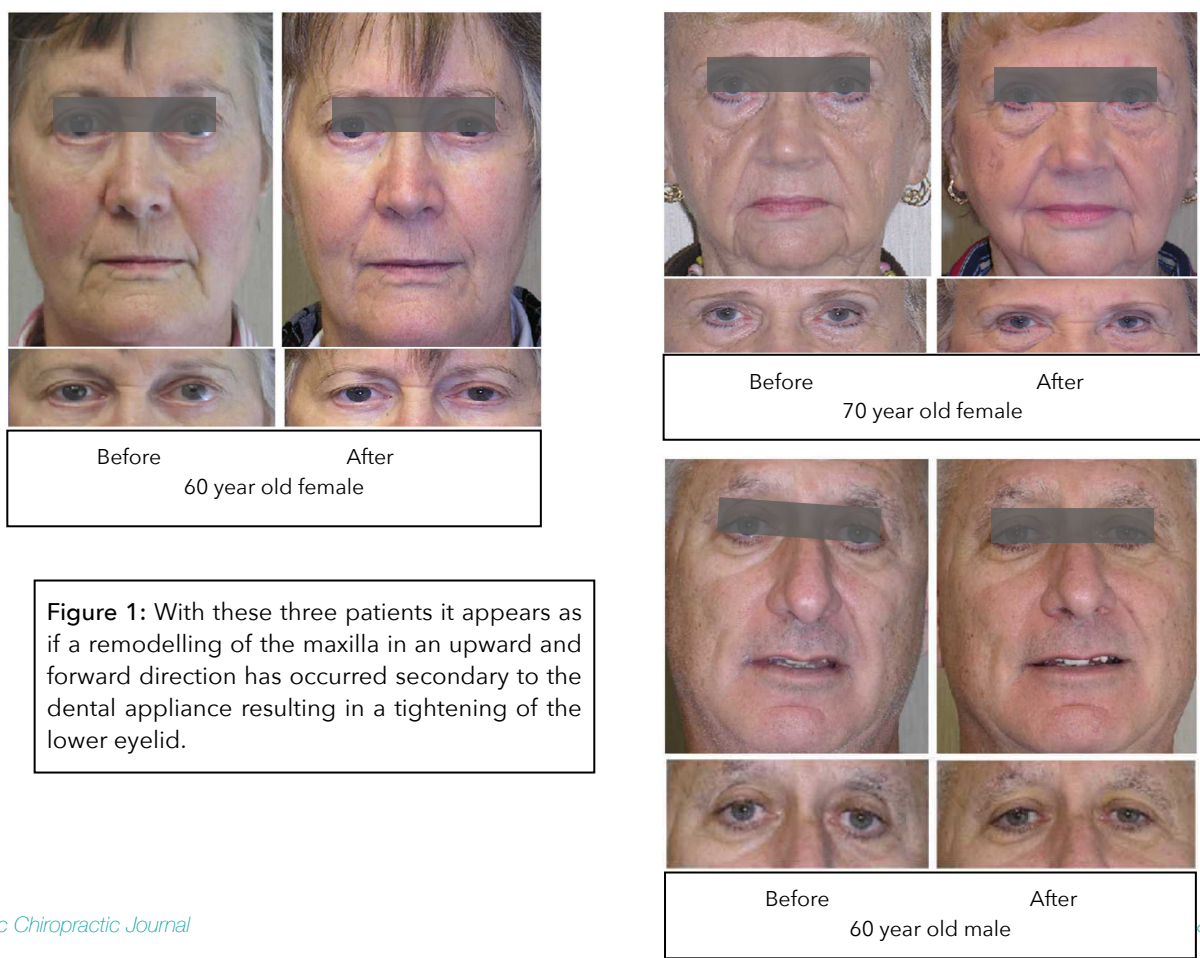 Before After
60 year old female
Figure 1: With these three patients it appears as
if a remodelling of the maxilla in an upward and
forward direction has occurred secondary to the
dental appliance resulting in a tightening of the
lower eyelid.
Before After
70 year old female
Before After
60 year old male
Chiropractic Journal